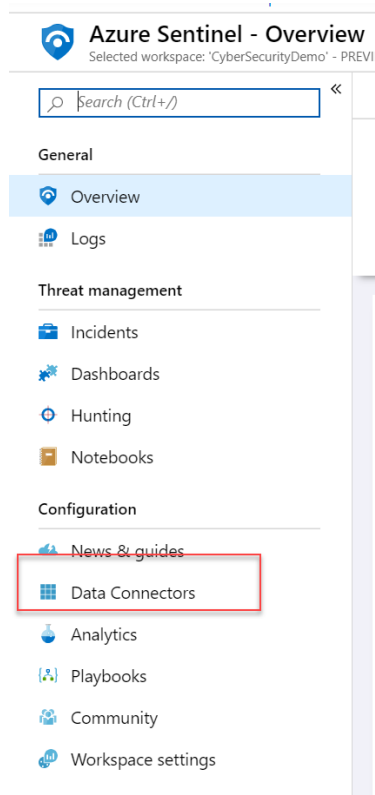 Azure Sentinel - Overview
Selected workspace: 'CyberSecurityDemo' - PREVI
Search (Ctrl+/)
«
General
Overview
Logs
Threat management
Incidents
Dashboards
Hunting
Notebooks
Configuration
News & guides
Data Connectors
Analytics
Playbooks
Community
Workspace settings